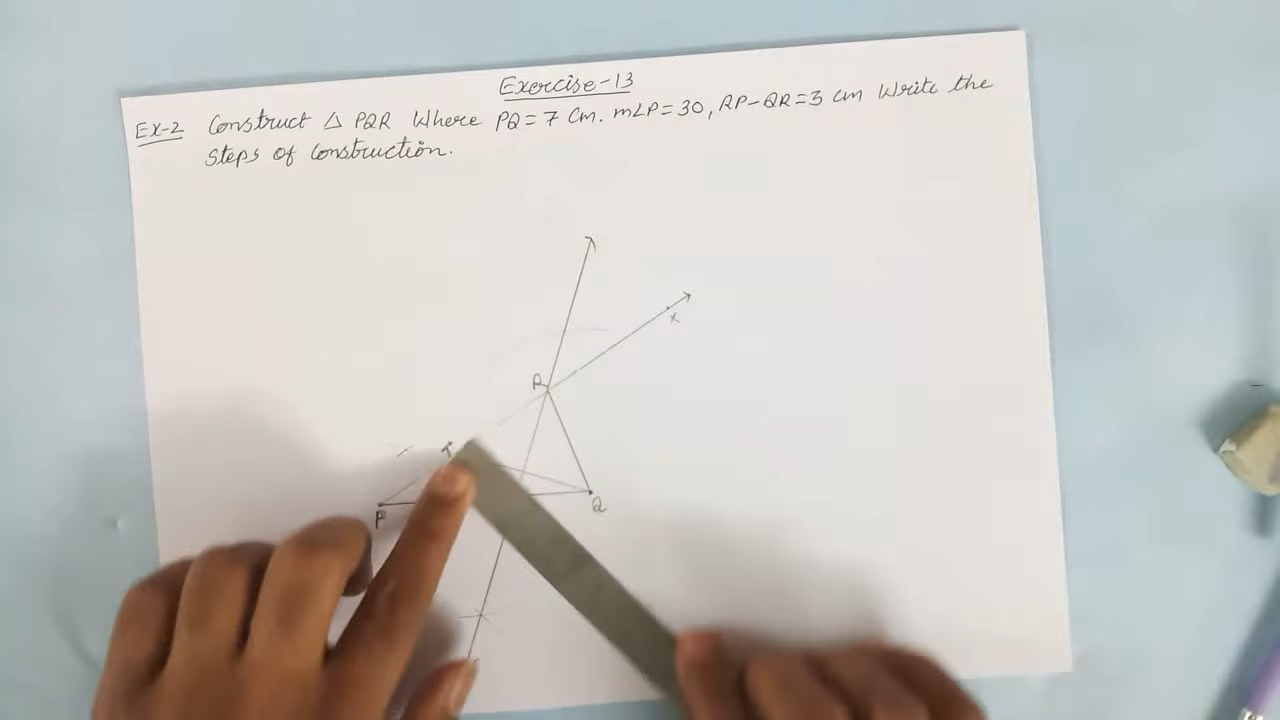 Exercise-13
Ex-2 Construct △ PQR Where PQ = 7 Cm. m∠P = 30, RP-QR = 3 cm Write the
Steps of Construction.
X
R
T
P
Q